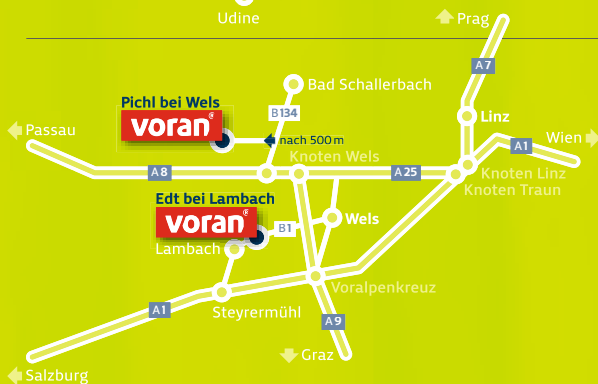 Udine
Prag
A7
Bad Schallerbach
Pichl bei Wels
B134
voran®
Linz
Passau
nach 500 m
Wien
A1
Knoten Wels
A8
A25
Knoten Linz
Knoten Traun
Edt bei Lambach
voran®
Wels
B1
Lambach
Voralpenkreuz
A1
Steyrermühl
A9
Graz
Salzburg